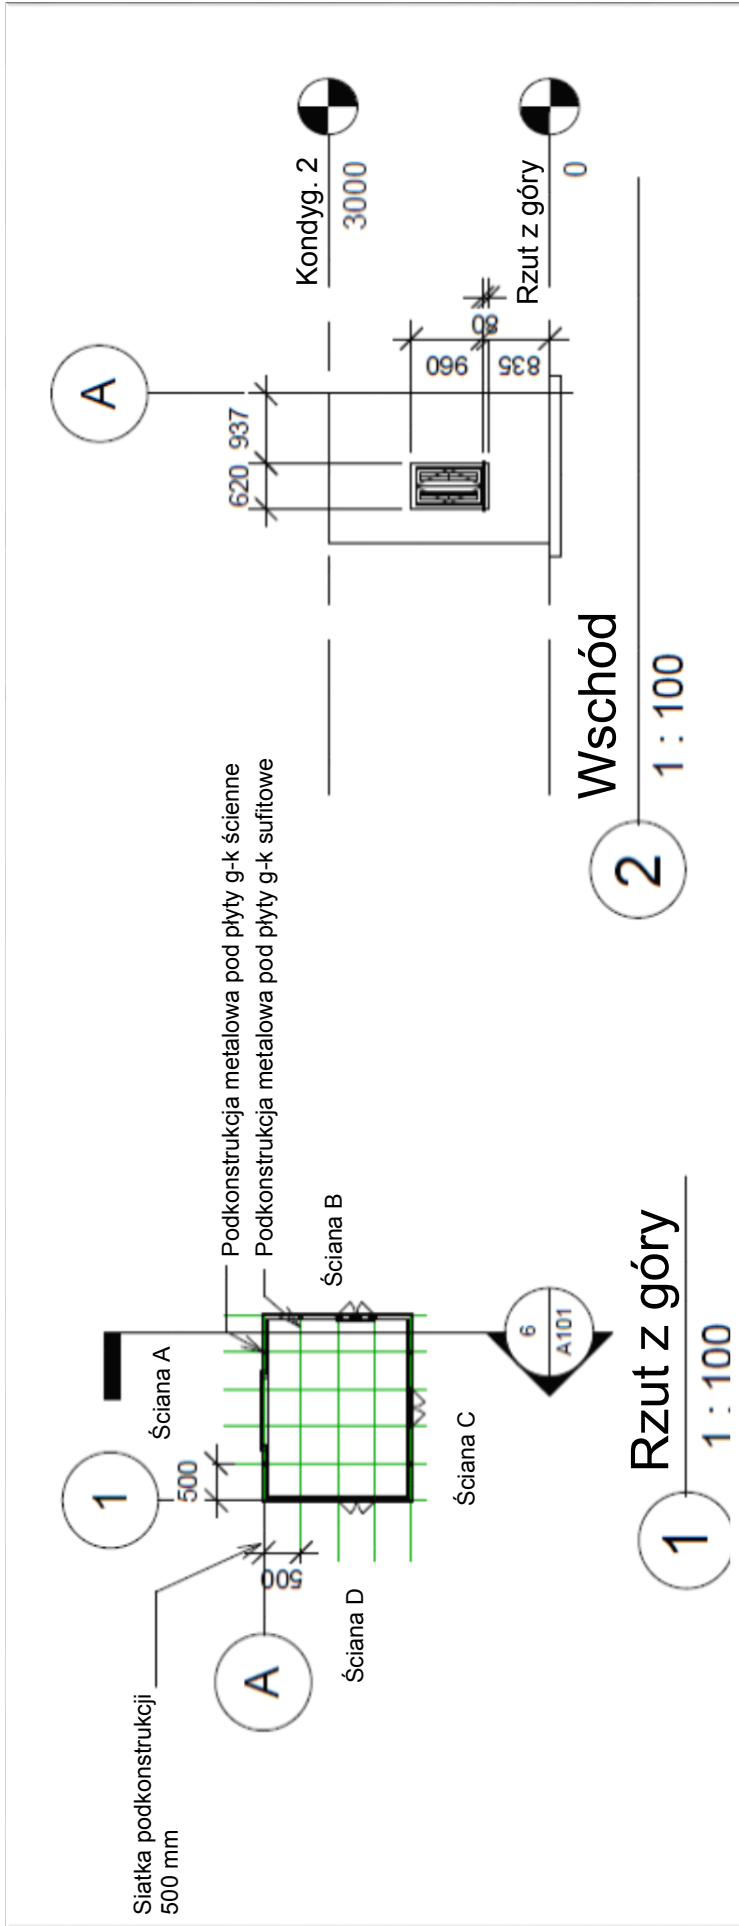 Siatka podkonstrukcji
500 mm
1
500
Ściana A
A
500
Ściana D
Ściana B
Ściana C
Podkonstrukcja metalowa pod płyty g-k ścienne
Podkonstrukcja metalowa pod płyty g-k sufitowe
6
A101
1
Rzut z góry
1 : 100
A
620
937
960
80
835
Kondyg. 2
3000
Rzut z góry
0
2
Wschód
1 : 100